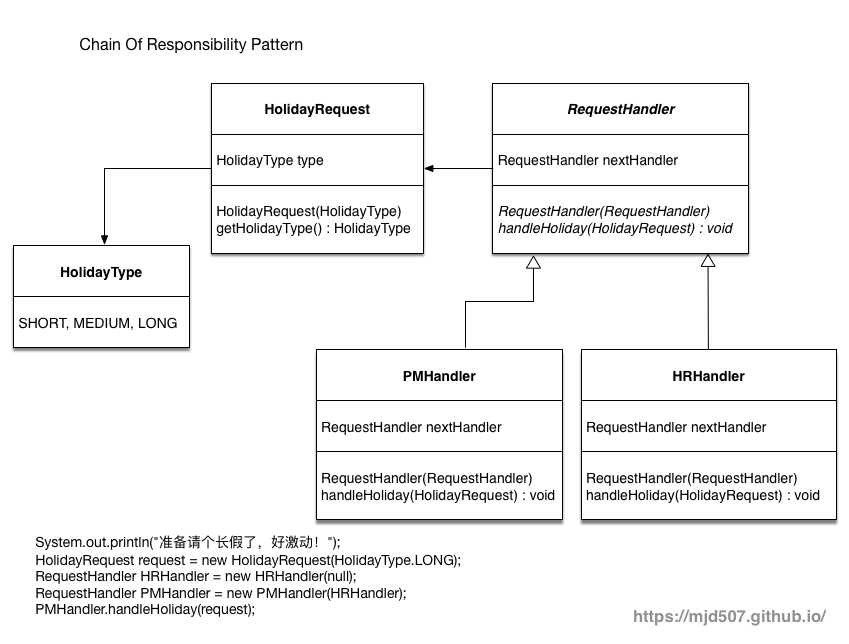 Chain Of Responsibility Pattern
HolidayRequest
HolidayType type
HolidayRequest(HolidayType)
getHolidayType() : HolidayType
RequestHandler
RequestHandler nextHandler
RequestHandler(RequestHandler)
handleHoliday(HolidayRequest) : void
HolidayType
SHORT, MEDIUM, LONG
PMHandler
RequestHandler nextHandler
RequestHandler(RequestHandler)
handleHoliday(HolidayRequest) : void
HRHandler
RequestHandler nextHandler
RequestHandler(RequestHandler)
handleHoliday(HolidayRequest) : void
System.out.println("准备请个长假了，好激动！");
HolidayRequest request = new HolidayRequest(HolidayType.LONG);
RequestHandler HRHandler = new HRHandler(null);
RequestHandler PMHandler = new PMHandler(HRHandler);
PMHandler.handleHoliday(request);
https://mjd507.github.io/